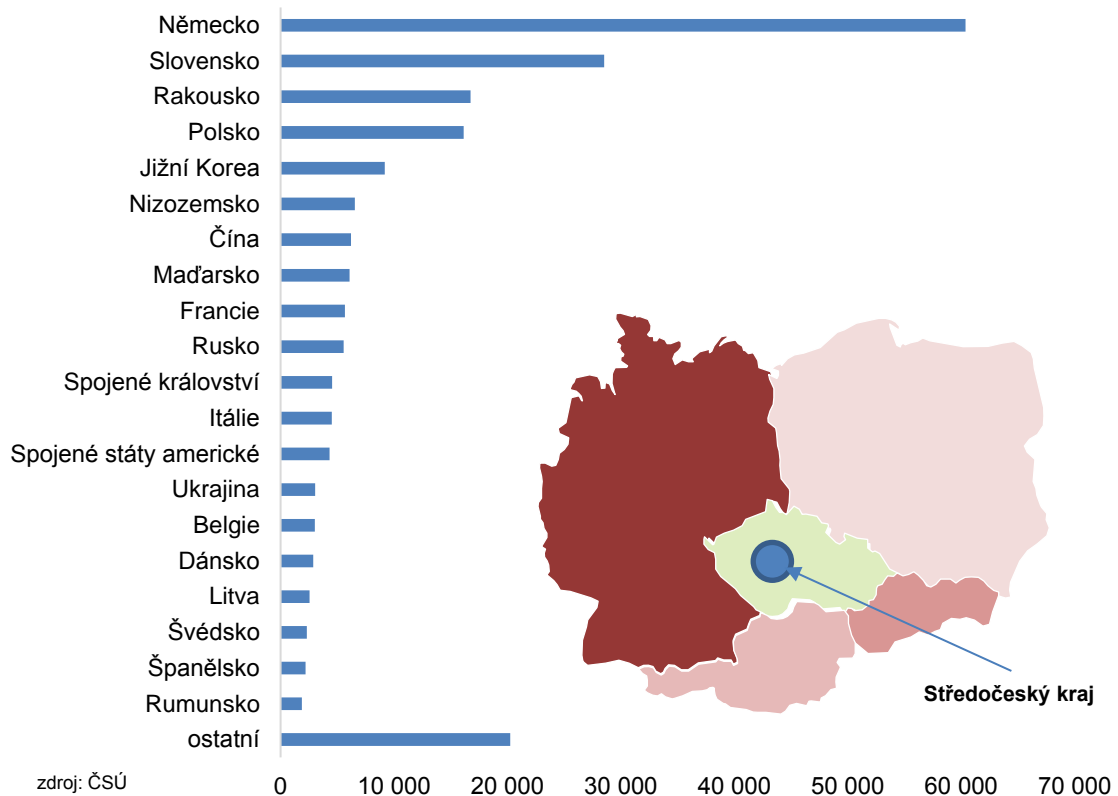 Německo
Slovensko
Rakousko
Polsko
Jižní Korea
Nizozemsko
Čína
Maďarsko
Francie
Rusko
Spojené království
Itálie
Spojené státy americké
Ukrajina
Belgie
Dánsko
Litva
Švédsko
Španělsko
Rumunsko
ostatní
Středočeský kraj
zdroj: ČSÚ
0 10 000 20 000 30 000 40 000 50 000 60 000 70 000